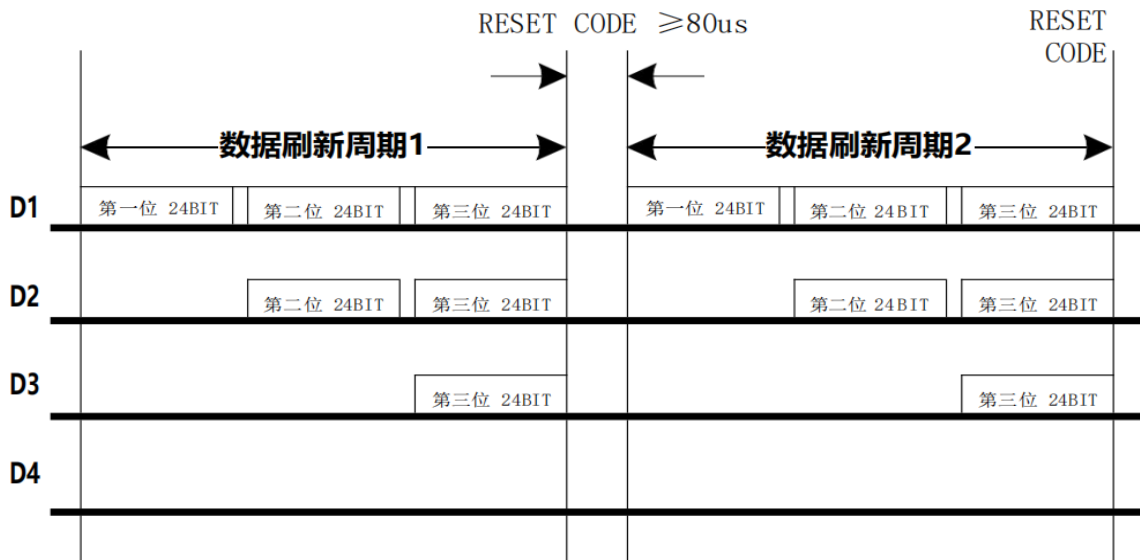 RESET CODE ≥80us
RESET
CODE
数据刷新周期1
数据刷新周期2
D1
第一位 24BIT
第二位 24BIT
第三位 24BIT
第一位 24BIT
第二位 24BIT
第三位 24BIT
D2
第二位 24BIT
第三位 24BIT
第二位 24BIT
第三位 24BIT
D3
第三位 24BIT
第三位 24BIT
D4